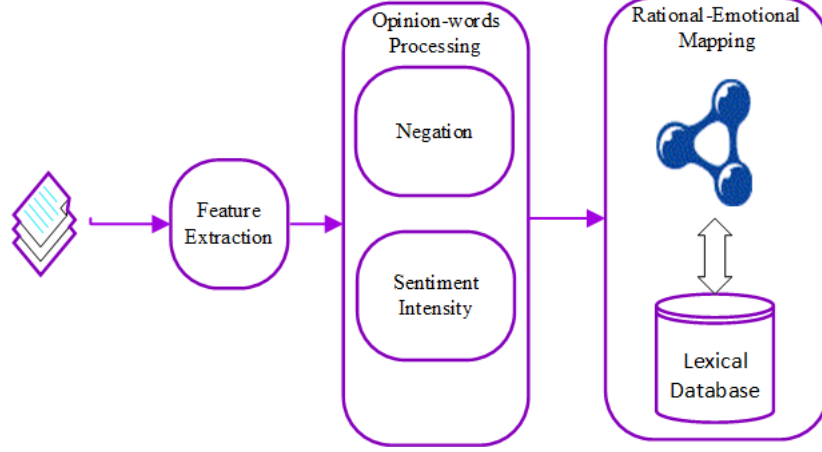 Feature
Extraction
Opinion-words
Processing
Negation
Sentiment
Intensity
Rational-Emotional
Mapping
Lexical
Database